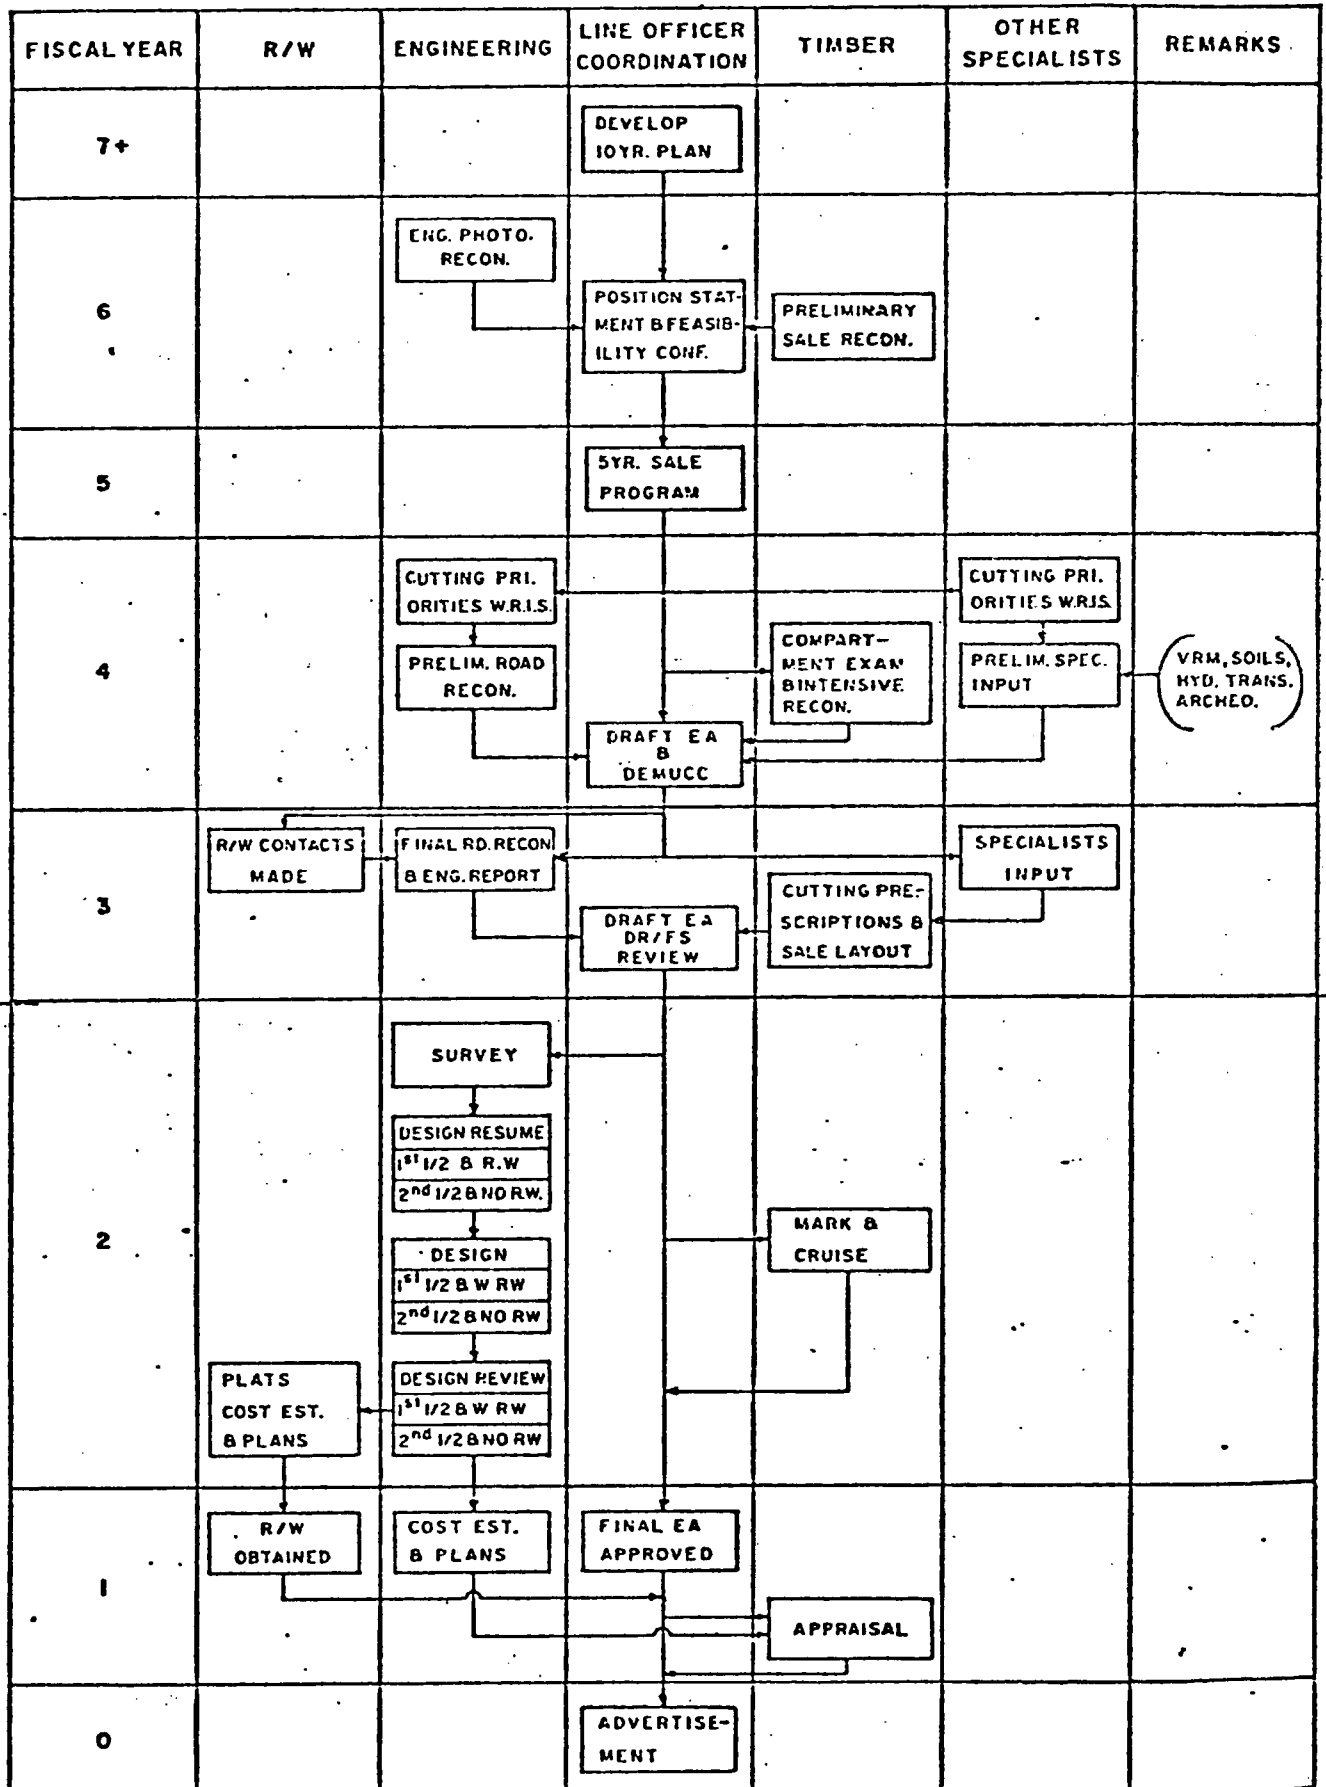 FISCAL YEAR
R/W
ENGINEERING
LINE OFFICER
COORDINATION
TIMBER
OTHER
SPECIALISTS
REMARKS
7+
DEVELOP
10YR. PLAN
6
ENG. PHOTO.
RECON.
POSITION STAT-
MENT & FEASIB-
ILITY CONF.
PRELIMINARY
SALE RECON.
5
5YR. SALE
PROGRAM
4
CUTTING PRI.
ORITIES W.R.I.S.
PRELIM. ROAD
RECON.
COMPART-
MENT EXAM
& INTENSIVE
RECON.
CUTTING PRI.
ORITIES W.R.I.S.
PRELIM. SPEC.
INPUT
VRM, SOILS,
HYD, TRANS.
ARCHEO.
DRAFT EA
&
DEMUCC
3
R/W CONTACTS
MADE
FINAL RD. RECON
& ENG. REPORT
DRAFT EA
DR/FS
REVIEW
CUTTING PRE-
SCRIPTIONS &
SALE LAYOUT
SPECIALISTS
INPUT
2
SURVEY
DESIGN RESUME
1st 1/2 & R.W
2nd 1/2 & NO RW.
DESIGN
1st 1/2 & W RW
2nd 1/2 & NO RW
DESIGN REVIEW
1st 1/2 & W RW
2nd 1/2 & NO RW
MARK &
CRUISE
PLATS
COST EST.
& PLANS
1
R/W
OBTAINED
COST EST.
& PLANS
FINAL EA
APPROVED
APPRAISAL
0
ADVERTISE-
MENT